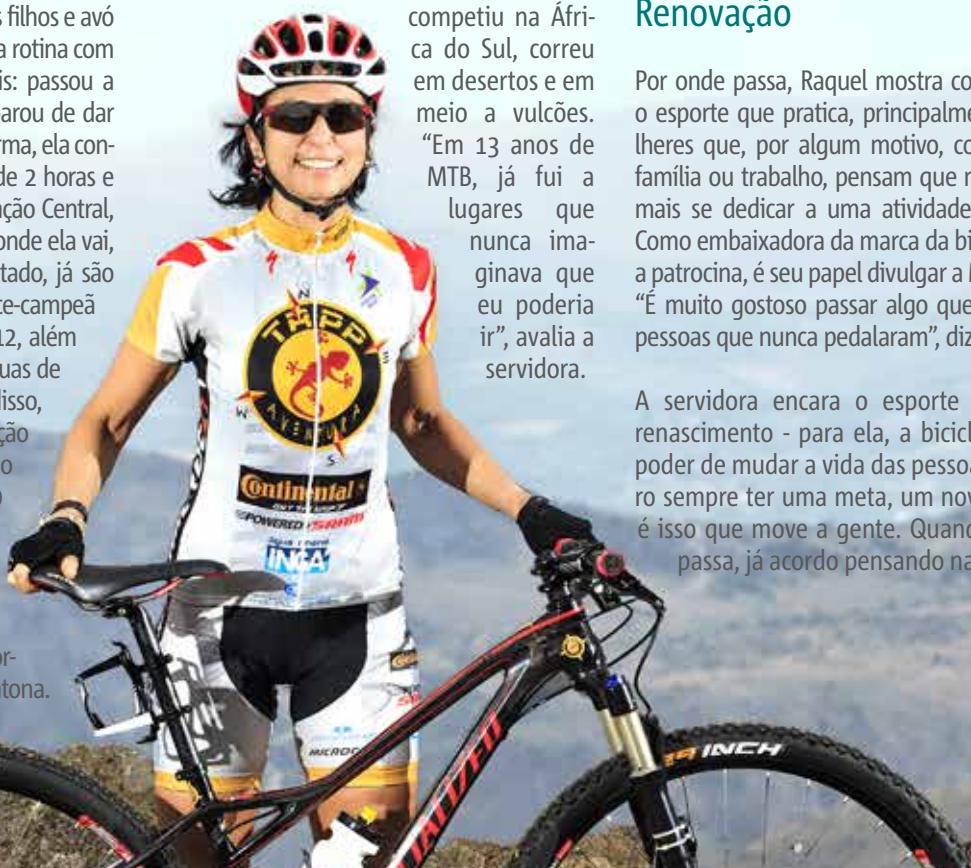 s filhos e avó
a rotina com
is: passou a
arou de dar
rma, ela con-
de 2 horas e
ação Central,
onde ela vai,
tado, já são
ce-campeã
12, além
uas de
lisso,
ção
o
or-
atona.
competiu na Áfri-
ca do Sul, correu
em desertos e em
meio a vulcões.
“Em 13 anos de
MTB, já fui a
lugares que
nunca ima-
ginava que
eu poderia
ir”, avalia a
servidora.
Renovação
Por onde passa, Raquel mostra co
o esporte que pratica, principalme
lheres que, por algum motivo, co
família ou trabalho, pensam que n
mais se dedicar a uma atividade
Como embaixadora da marca da bi
a patrocina, é seu papel divulgar a
“É muito gostoso passar algo que
pessoas que nunca pedalaram”, diz
A servidora encara o esporte
renascimento - para ela, a bicicl
poder de mudar a vida das pessoa
ro sempre ter uma meta, um nov
é isso que move a gente. Quand
passa, já acordo pensando na
N
TAPP
W
AVENTURA
S
Continental
POWERED SRAM
INGÁ
29 INCH